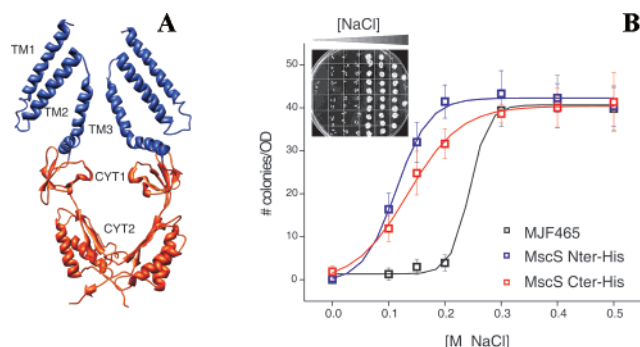 A
TM1
TM2
TM3
CYT1
CYT2
B
[NaCl]
# colonies/OD
50
40
30
20
10
0
MJF465
MscS Nter-His
MscS Cter-His
0.0 0.1 0.2 0.3 0.4 0.5
[M NaCl]